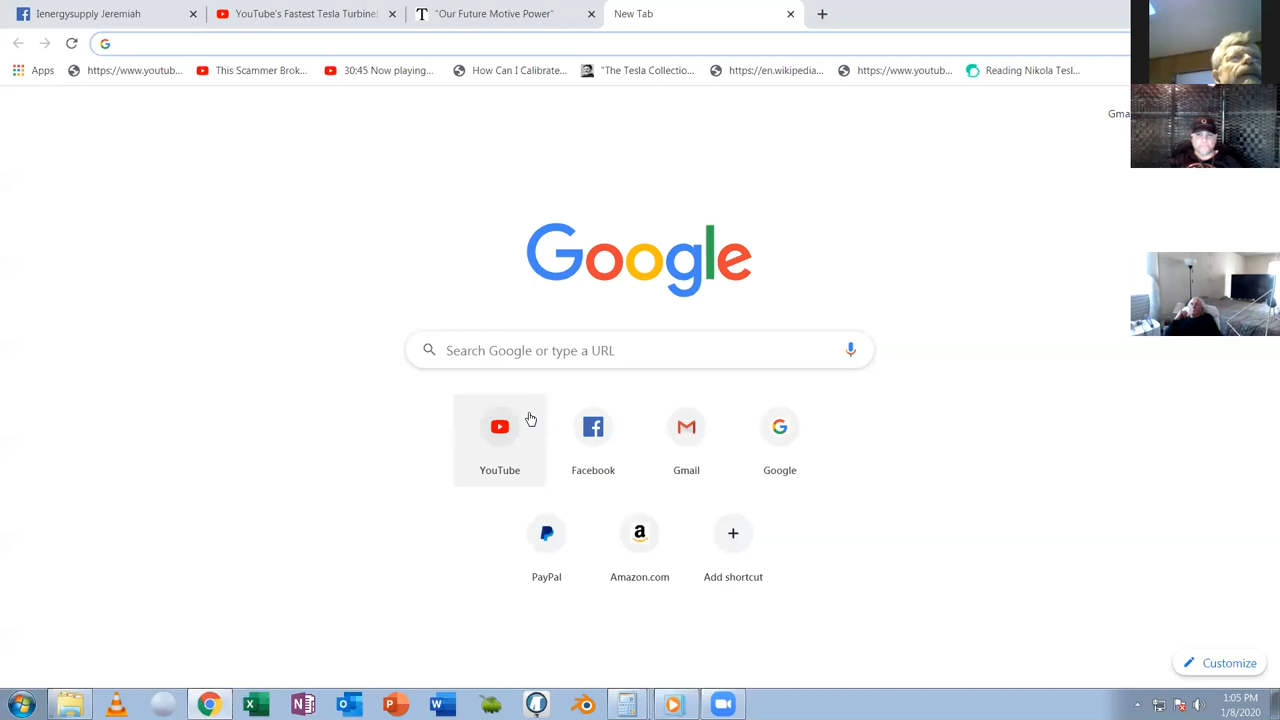 Ienergysupply Jeremiah
YouTube's Fastest Tesla Turbine!
"Our Future Motive Power"
New Tab
Apps
https://www.youtub...
This Scammer Brok...
30:45 Now playing...
How Can I Calibrate...
"The Tesla Collectio...
https://en.wikipedia...
https://www.youtub...
Reading Nikola Tesl...
Gma
Google
Search Google or type a URL
YouTube
Facebook
Gmail
Google
PayPal
Amazon.com
Add shortcut
Customize
1:05 PM
1/8/2020